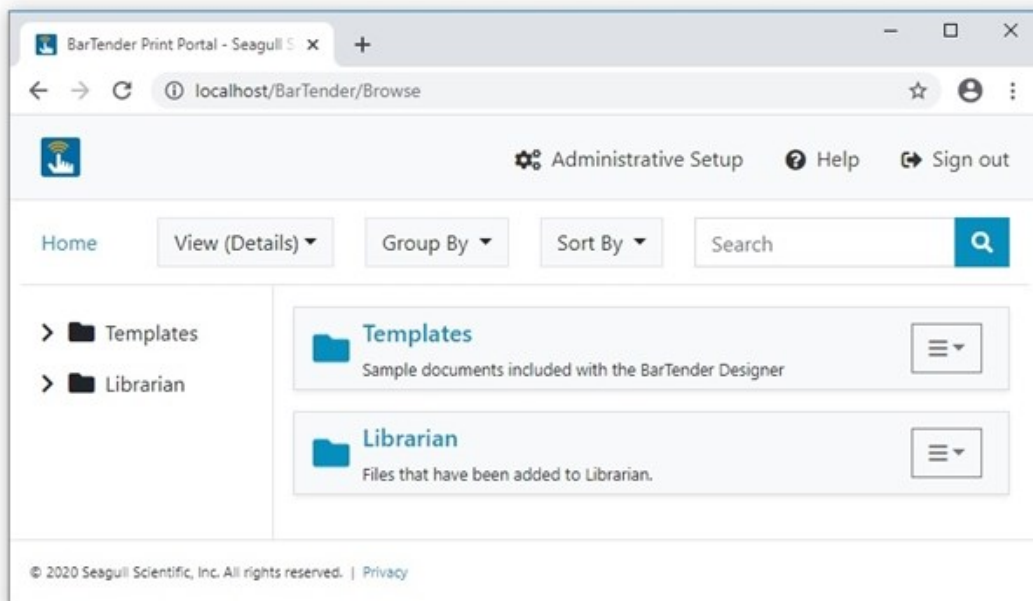 BarTender Print Portal - Seagull S
localhost/BarTender/Browse
Administrative Setup Help Sign out
Home View (Details) Group By Sort By Search
Templates
Librarian
Templates
Sample documents included with the BarTender Designer
Librarian
Files that have been added to Librarian.
© 2020 Seagull Scientific, Inc. All rights reserved. | Privacy